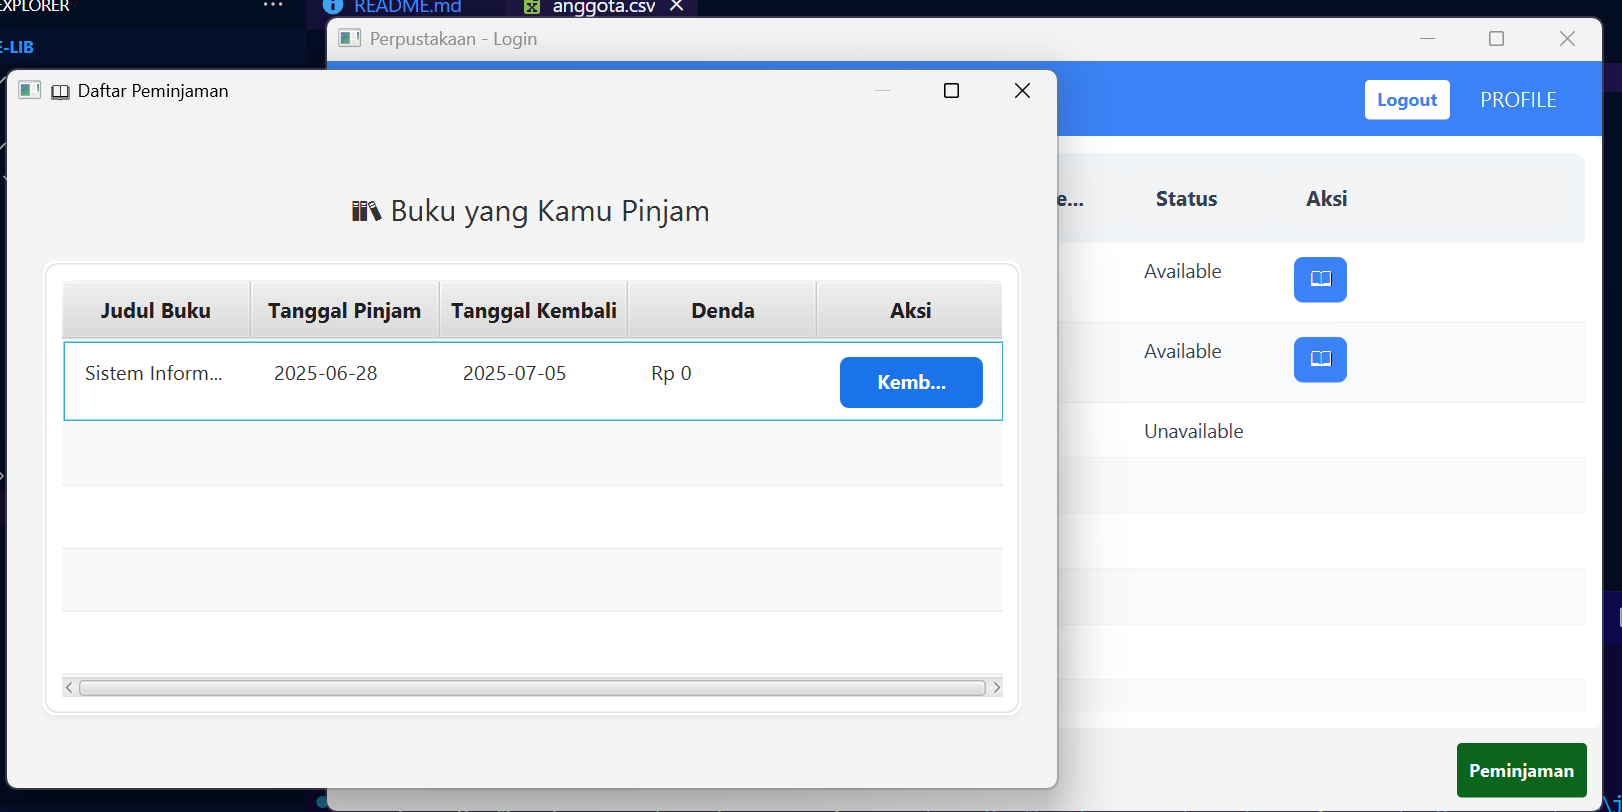 EXPLORER
···
README.md
anggota.csv
E-LIB
Perpustakaan - Login
Daftar Peminjaman
Logout
PROFILE
Buku yang Kamu Pinjam
e...
Status
Aksi
Judul Buku
Tanggal Pinjam
Tanggal Kembali
Denda
Aksi
Sistem Inform...
2025-06-28
2025-07-05
Rp 0
Kemb...
Available
Available
Unavailable
Peminjaman